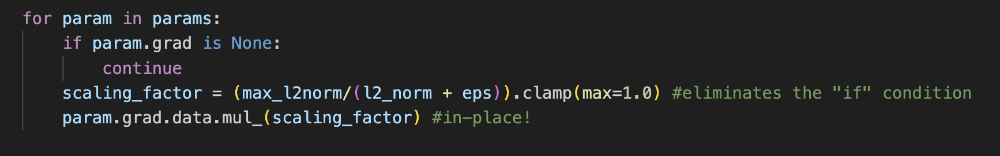 for param in params:
    if param.grad is None:
        continue
    scaling_factor = (max_l2norm/(l2_norm + eps)).clamp(max=1.0) #eliminates the "if" condition
    param.grad.data.mul_(scaling_factor) #in-place!